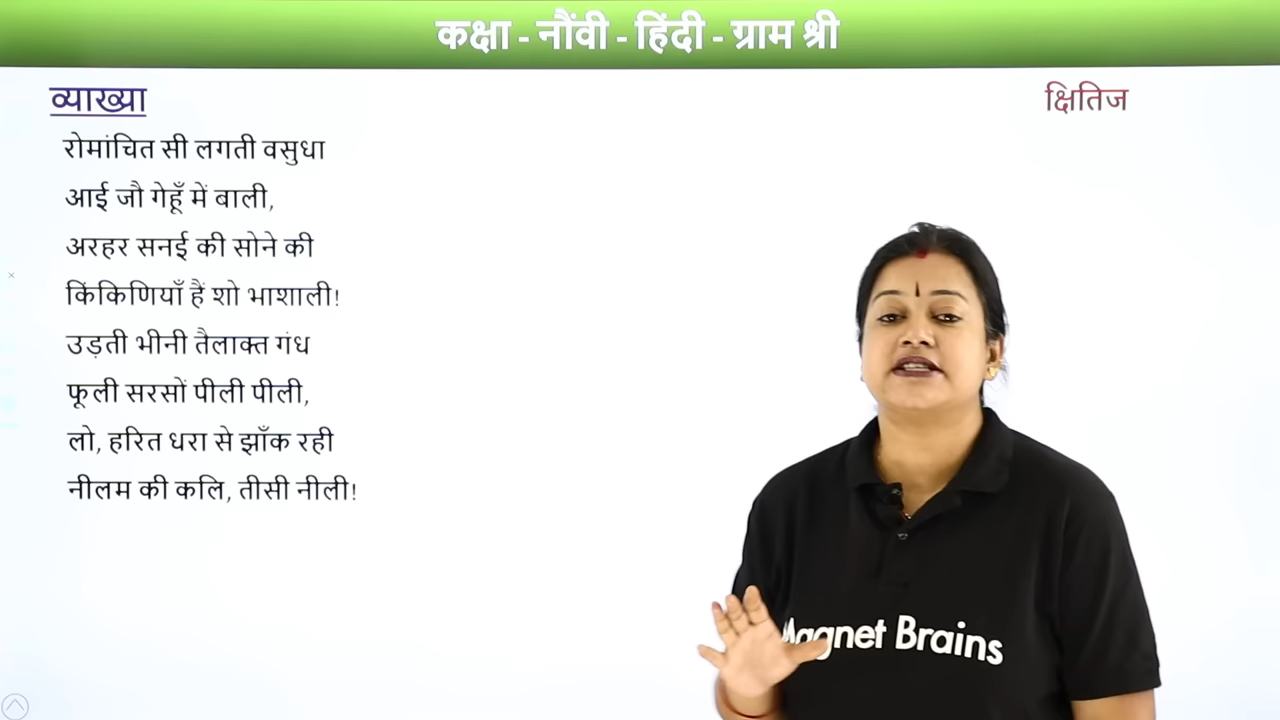 कक्षा - नौंवी - हिंदी - ग्राम श्री
व्याख्या
क्षितिज
रोमांचित सी लगती वसुधा
आई जौ गेहूँ में बाली,
अरहर सनई की सोने की
किंकिणियाँ हैं शो भाशाली!
उड़ती भीनी तैलाक्त गंध
फूली सरसों पीली पीली,
लो, हरित धरा से झाँक रही
नीलम की कलि, तीसी नीली!
Magnet Brains